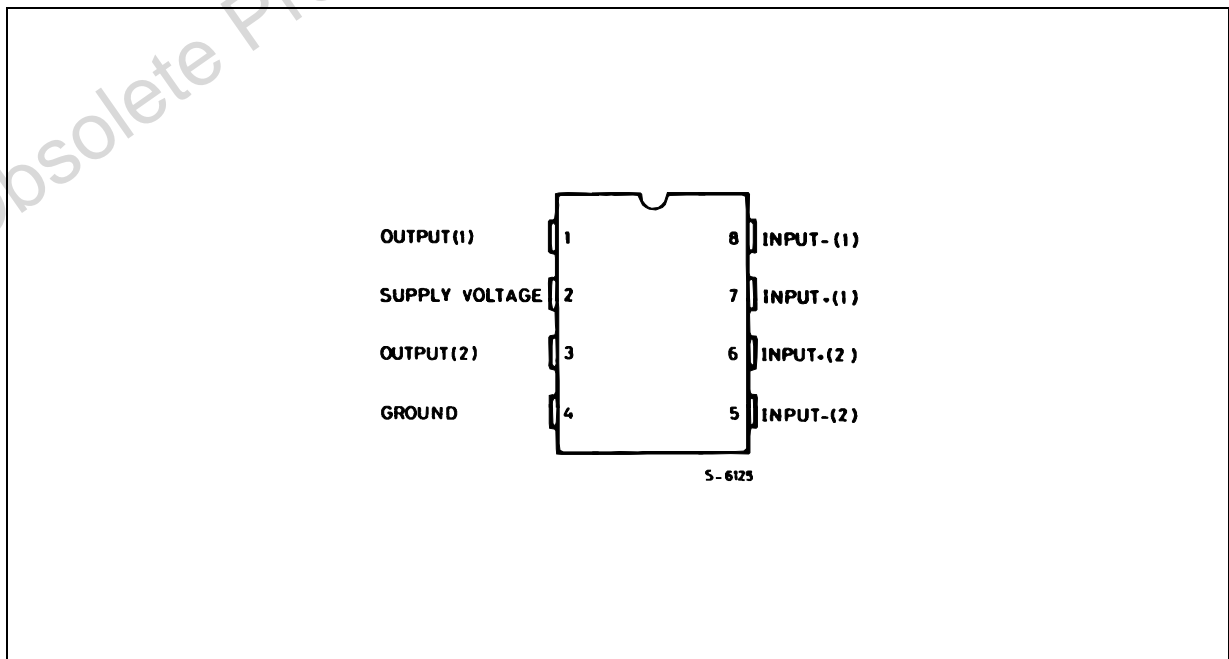 Obsolete Pr
OUTPUT(1) 1 8 INPUT-(1)
SUPPLY VOLTAGE 2 7 INPUT+(1)
OUTPUT(2) 3 6 INPUT+(2)
GROUND 4 5 INPUT-(2)
S-6125